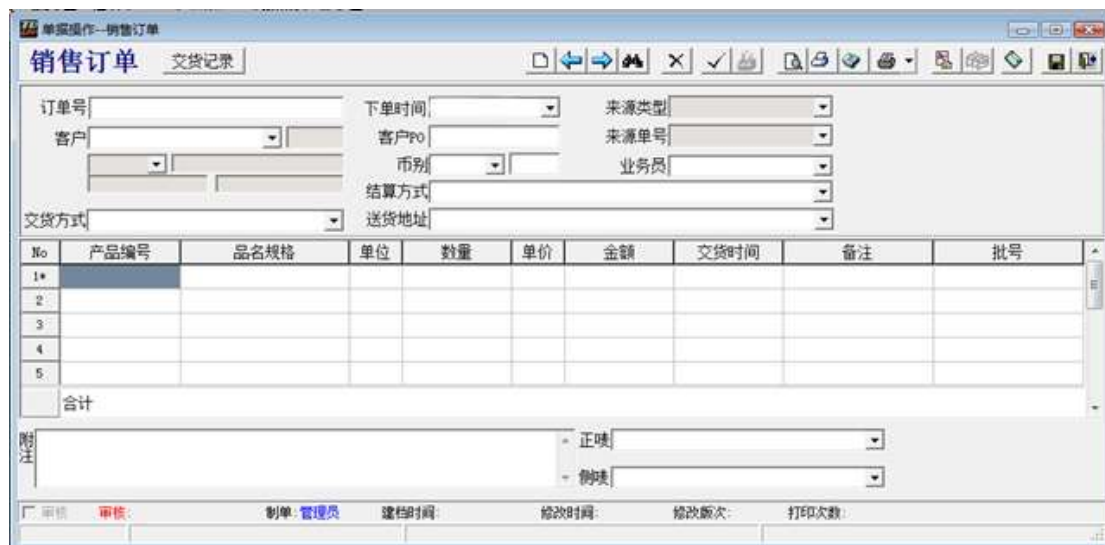 单据操作--销售订单
销售订单 交货记录
订单号 下单时间 来源类型
客户 客户PO 来源单号
币别 业务员
结算方式
交货方式 送货地址
No 产品编号 品名规格 单位 数量 单价 金额 交货时间 备注 批号
1*
2
3
4
5
合计
附注 正唛
侧唛
审核 审核: 制单:管理员 建档时间: 修改时间: 修改版次: 打印次数: